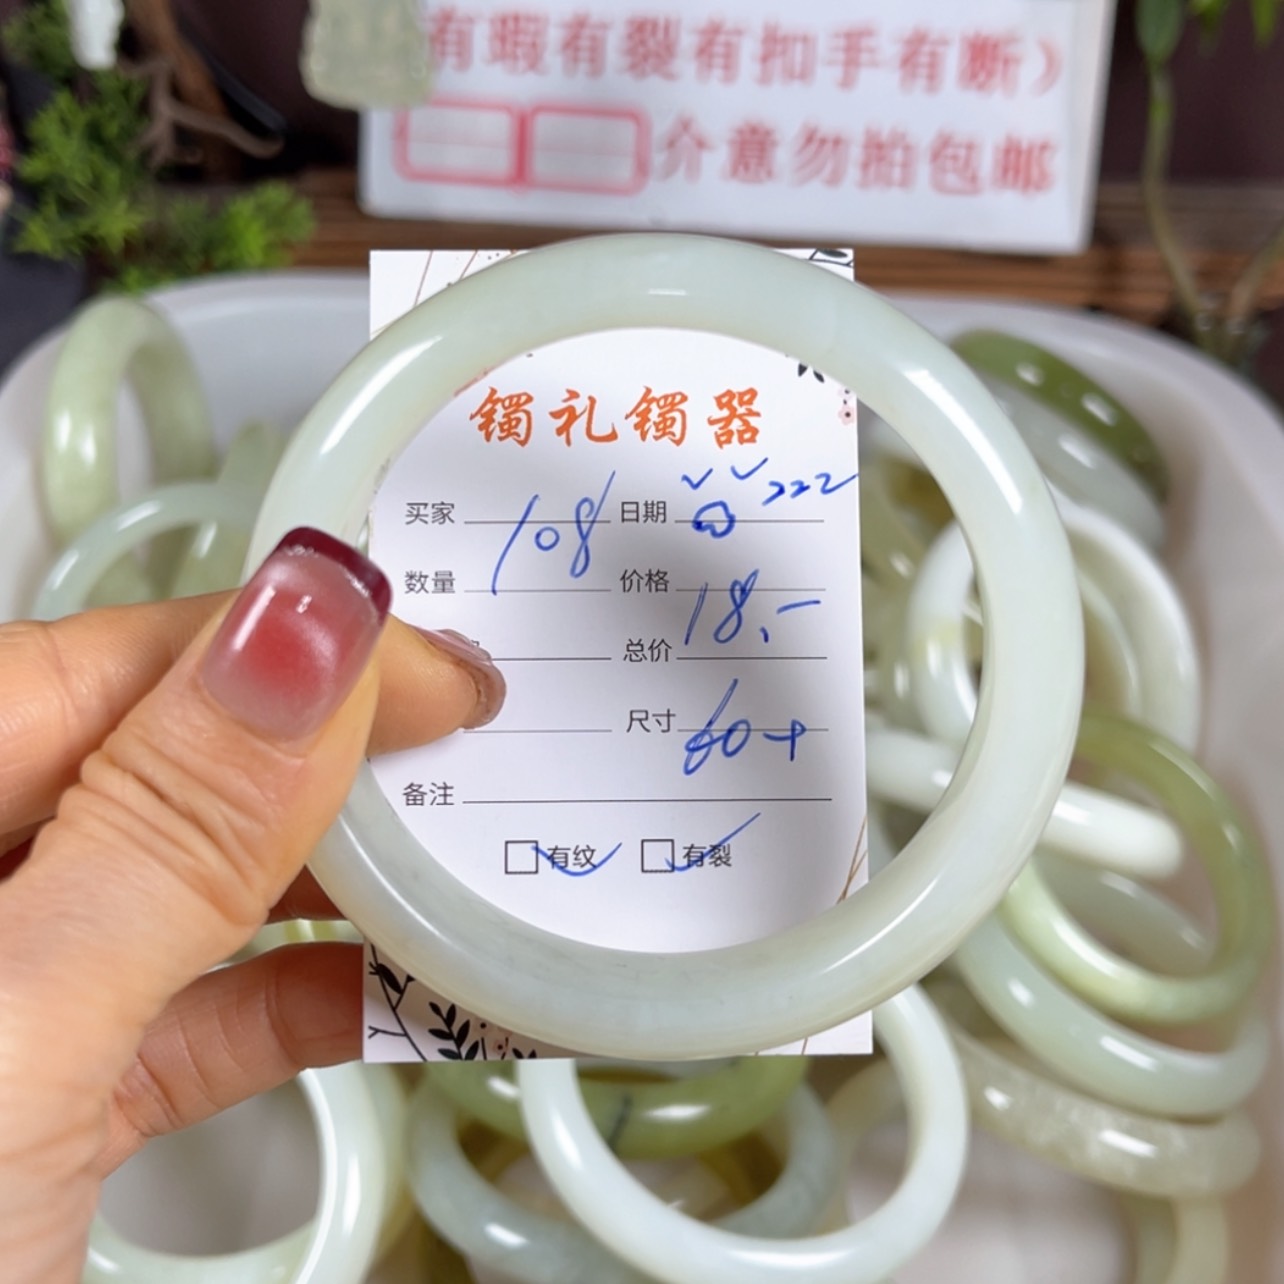 有瑕有裂有扣手有断）
介意勿拍包邮
镯礼镯器
买家 108 日期 222
数量 价格 18.-
总价
尺寸 60+
备注
有纹 有裂